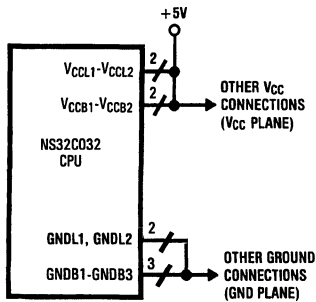 +5V
2
VCCL1-VCCL2
2
VCCB1-VCCB2
OTHER VCC
CONNECTIONS
(VCC PLANE)
NS32C032
CPU
2
GNDL1, GNDL2
3
GNDB1-GNDB3
OTHER GROUND
CONNECTIONS
(GND PLANE)